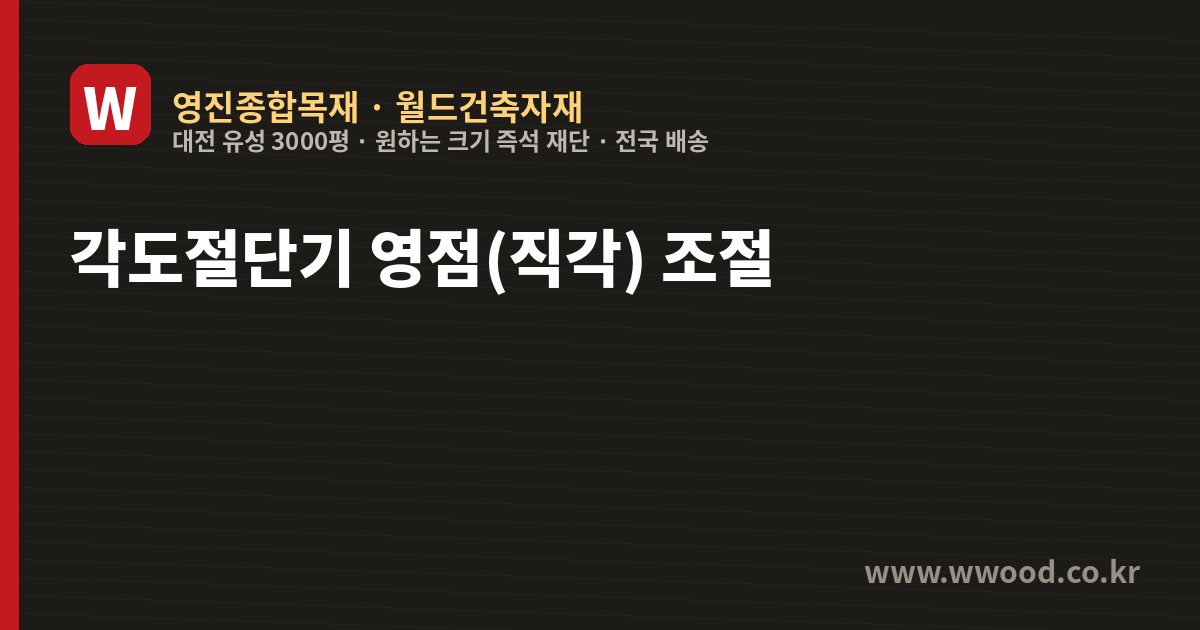 W
영진종합목재 · 월드건축자재
대전 유성 3000평 · 원하는 크기 즉석 재단 · 전국 배송
각도절단기 영점(직각) 조절
www.wwood.co.kr